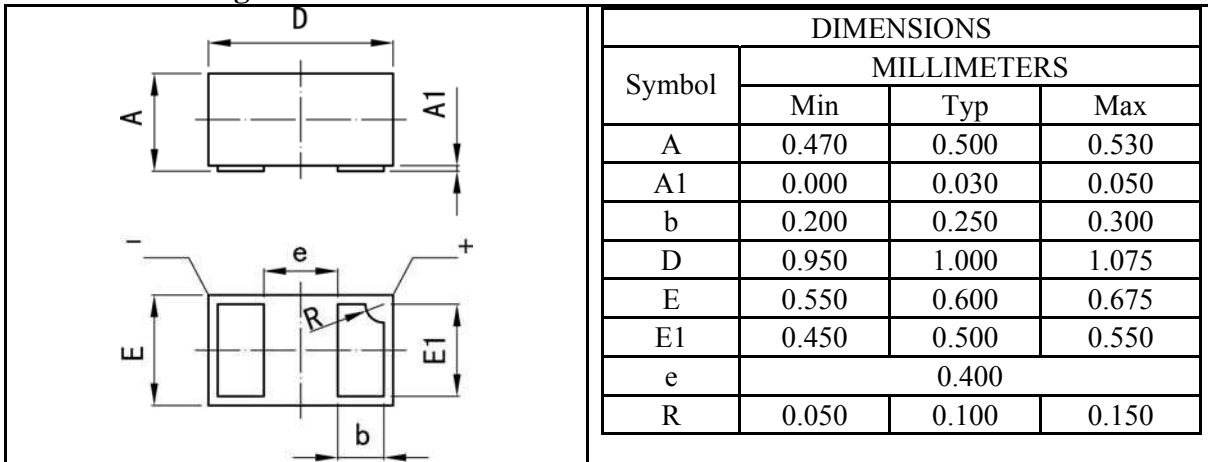 D
A
A1
−
e
+
R
E
E1
b
DIMENSIONS
Symbol MILLIMETERS
Min Typ Max
A 0.470 0.500 0.530
A1 0.000 0.030 0.050
b 0.200 0.250 0.300
D 0.950 1.000 1.075
E 0.550 0.600 0.675
E1 0.450 0.500 0.550
e 0.400
R 0.050 0.100 0.150